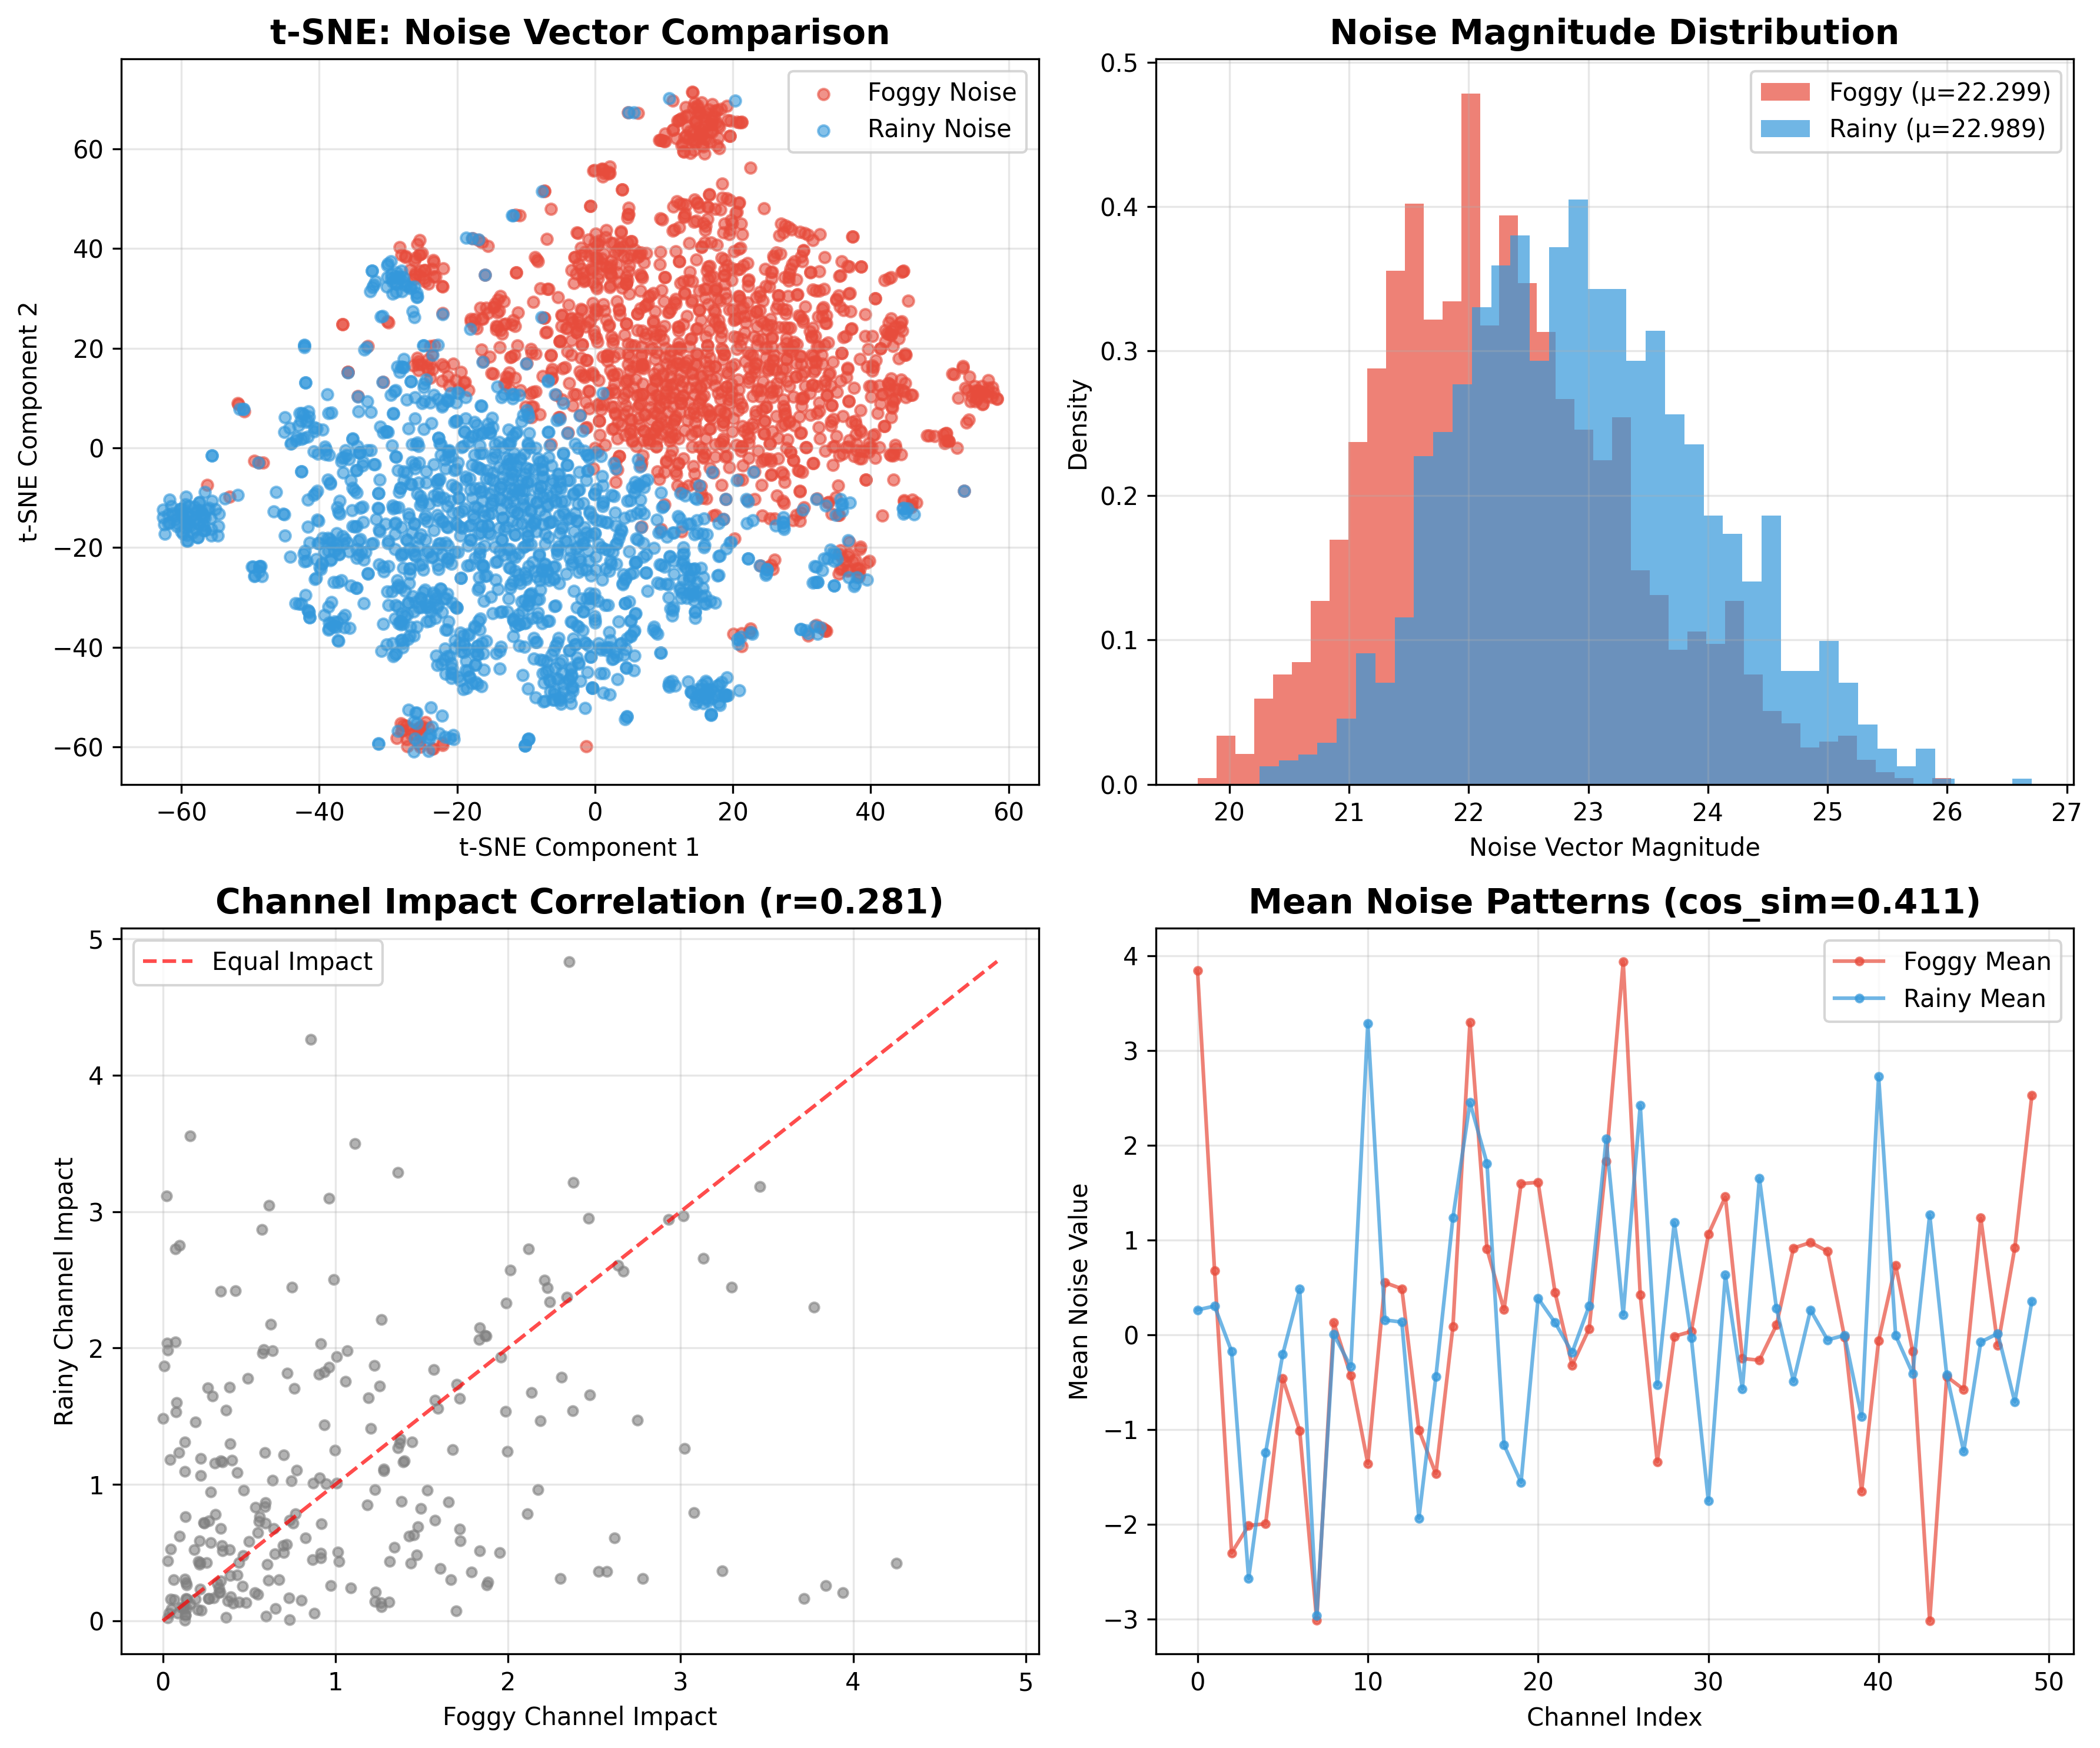 t-SNE: Noise Vector Comparison
Foggy Noise
Rainy Noise
60
40
20
0
−20
−40
−60
t-SNE Component 2
−60 −40 −20 0 20 40 60
t-SNE Component 1
Noise Magnitude Distribution
Foggy (μ=22.299)
Rainy (μ=22.989)
0.5
0.4
0.3
0.2
0.1
0.0
Density
20 21 22 23 24 25 26 27
Noise Vector Magnitude
Channel Impact Correlation (r=0.281)
Equal Impact
5
4
3
2
1
0
Rainy Channel Impact
0 1 2 3 4 5
Foggy Channel Impact
Mean Noise Patterns (cos_sim=0.411)
Foggy Mean
Rainy Mean
4
3
2
1
0
−1
−2
−3
Mean Noise Value
0 10 20 30 40 50
Channel Index